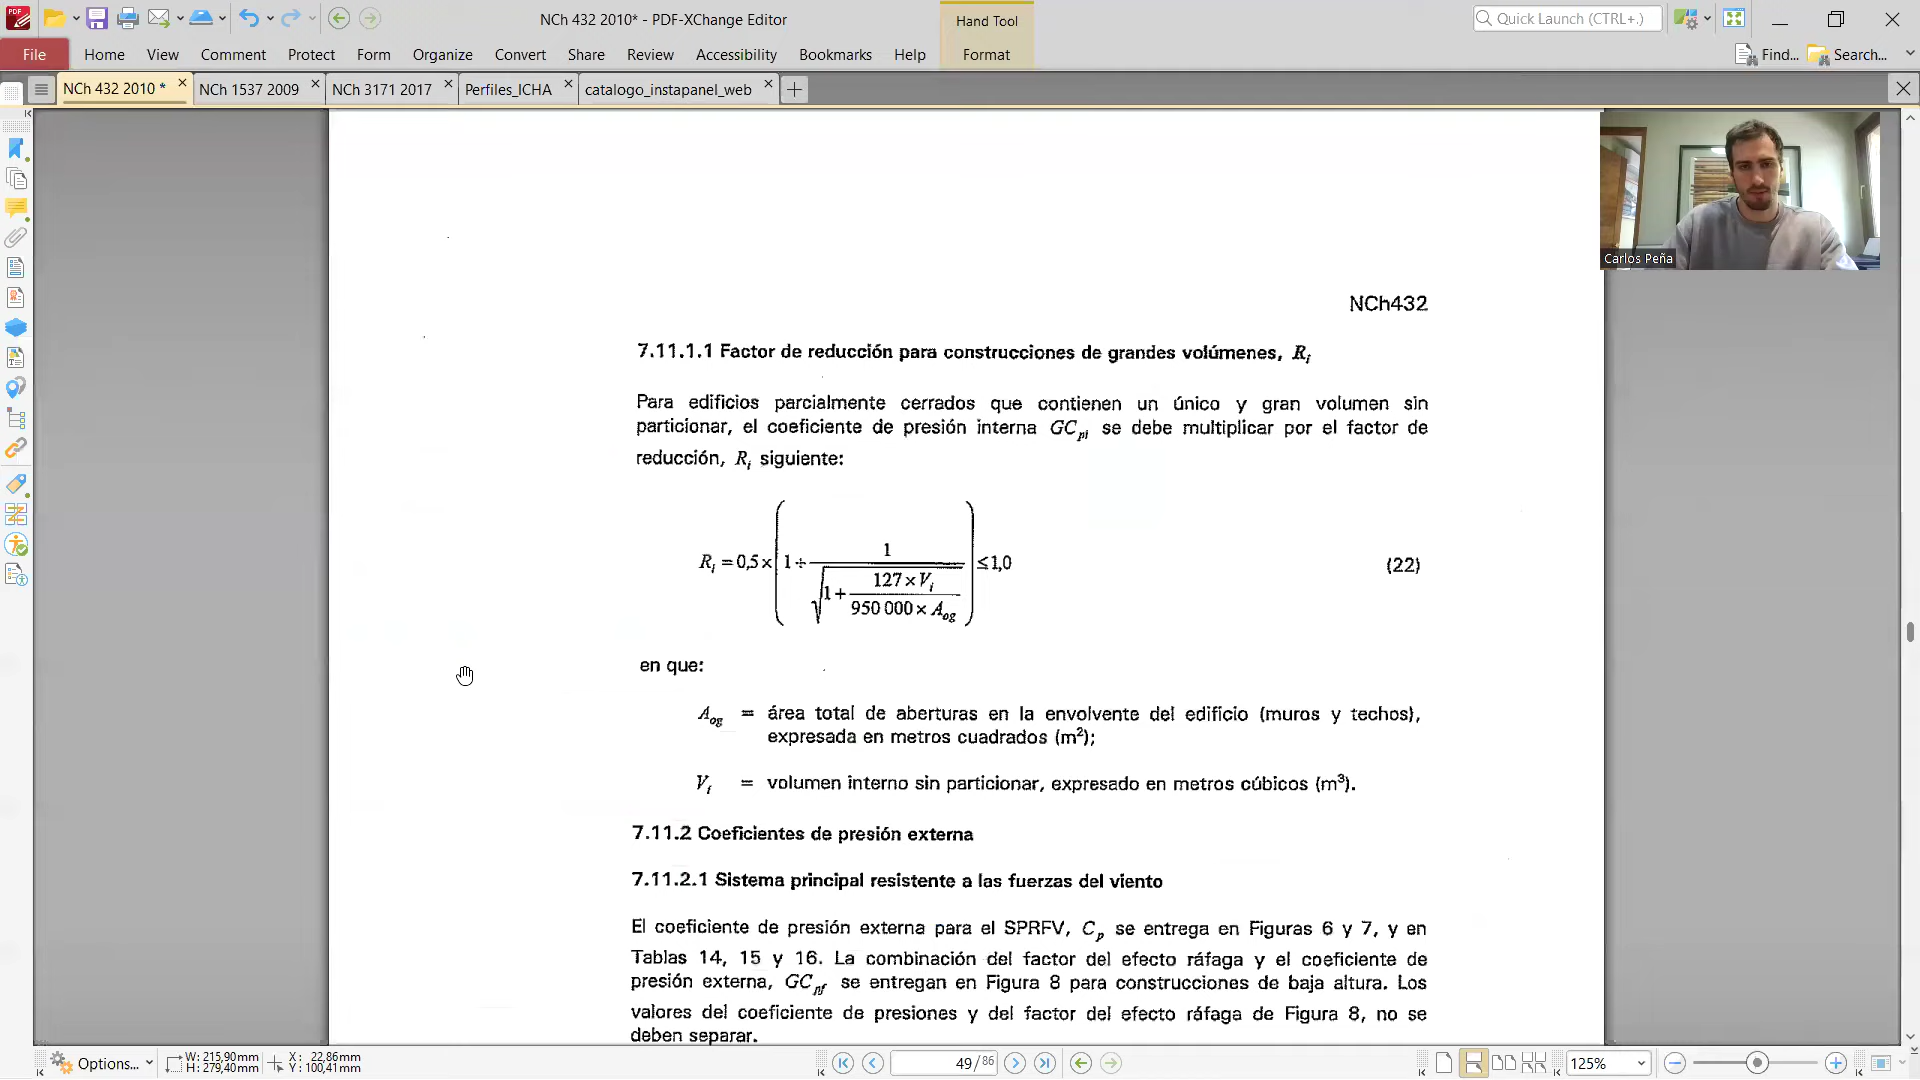 NCh 432 2010* - PDF-XChange Editor
Hand Tool
Quick Launch (CTRL+.)
File
Home
View
Comment
Protect
Form
Organize
Convert
Share
Review
Accessibility
Bookmarks
Help
Format
Find...
Search...
NCh 432 2010 *
NCh 1537 2009
NCh 3171 2017
Perfiles_ICHA
catalogo_instapanel_web
Carlos Peña
NCh432
7.11.1.1 Factor de reducción para construcciones de grandes volúmenes, Ri
Para edificios parcialmente cerrados que contienen un único y gran volumen sin
particionar, el coeficiente de presión interna GCpi se debe multiplicar por el factor de
reducción, Ri siguiente:
Ri = 0,5 × ( 1 + 1 / √(1 + (127 × Vi) / (950 000 × Aog)) ) ≤ 1,0 (22)
en que:
Aog = área total de aberturas en la envolvente del edificio (muros y techos),
expresada en metros cuadrados (m²);
Vi = volumen interno sin particionar, expresado en metros cúbicos (m³).
7.11.2 Coeficientes de presión externa
7.11.2.1 Sistema principal resistente a las fuerzas del viento
El coeficiente de presión externa para el SPRFV, Cp se entrega en Figuras 6 y 7, y en
Tablas 14, 15 y 16. La combinación del factor del efecto ráfaga y el coeficiente de
presión externa, GCpf se entregan en Figura 8 para construcciones de baja altura. Los
valores del coeficiente de presiones y del factor del efecto ráfaga de Figura 8, no se
deben separar.
Options...
W: 215,90mm
H: 279,40mm
X: 22,86mm
Y: 100,41mm
49 / 86
125%